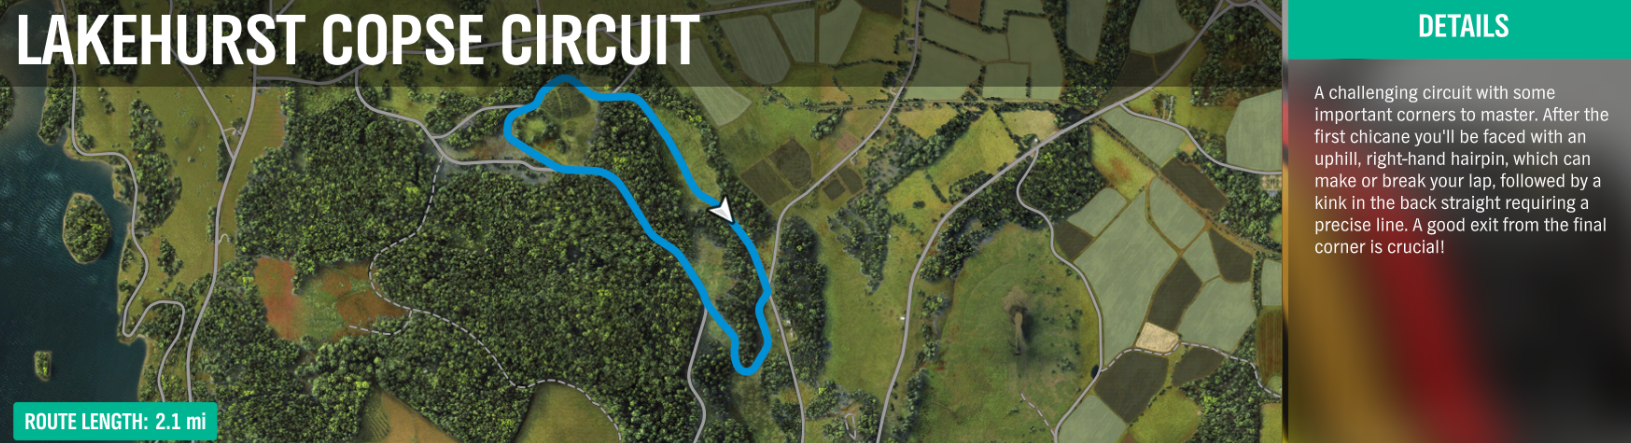 LAKEHURST COPSE CIRCUIT
DETAILS
A challenging circuit with some
important corners to master. After the
first chicane you'll be faced with an
uphill, right-hand hairpin, which can
make or break your lap, followed by a
kink in the back straight requiring a
precise line. A good exit from the final
corner is crucial!
ROUTE LENGTH: 2.1 mi